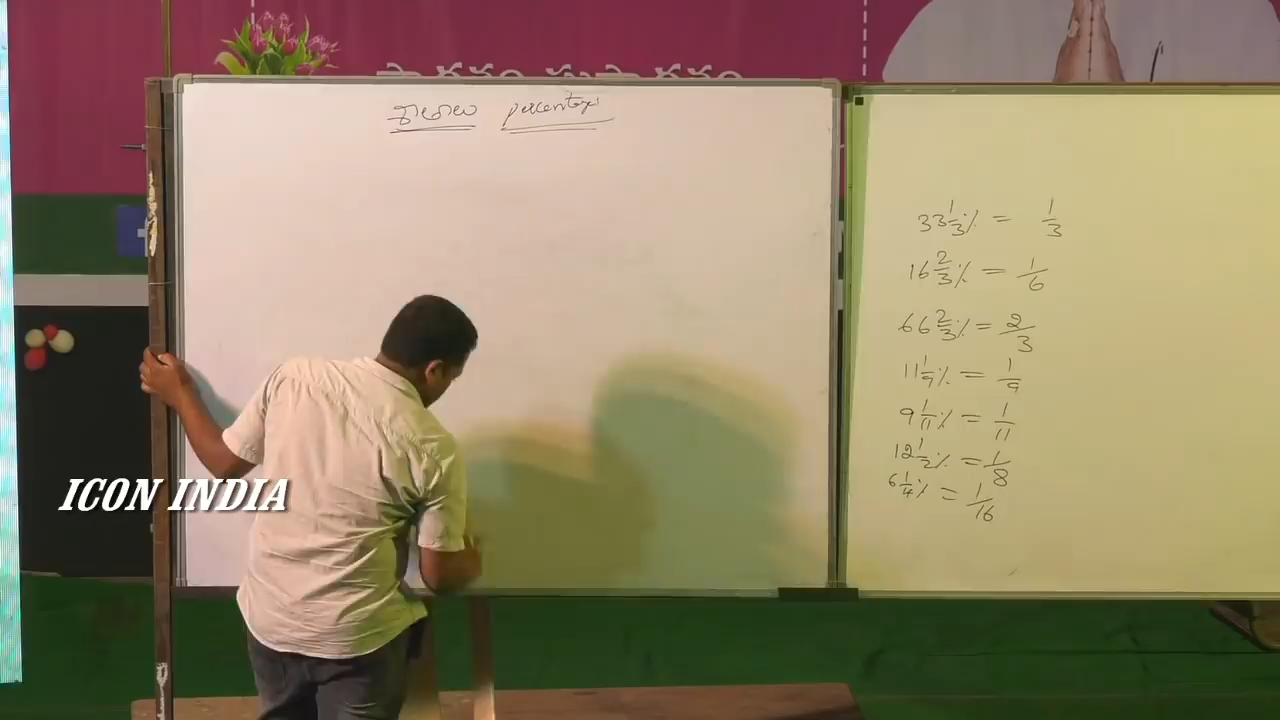 శాతాలు percentages
33 1/3 % = 1/3
16 2/3 % = 1/6
66 2/3 % = 2/3
11 1/9 % = 1/9
9 1/11 % = 1/11
12 1/2 % = 1/8
6 1/4 % = 1/16
ICON INDIA